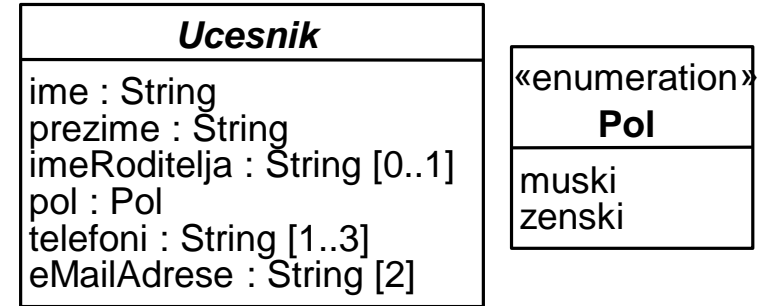 Ucesnik
ime : String
prezime : String
imeRoditelja : String [0..1]
pol : Pol
telefoni : String [1..3]
eMailAdrese : String [2]
«enumeration»
Pol
muski
zenski